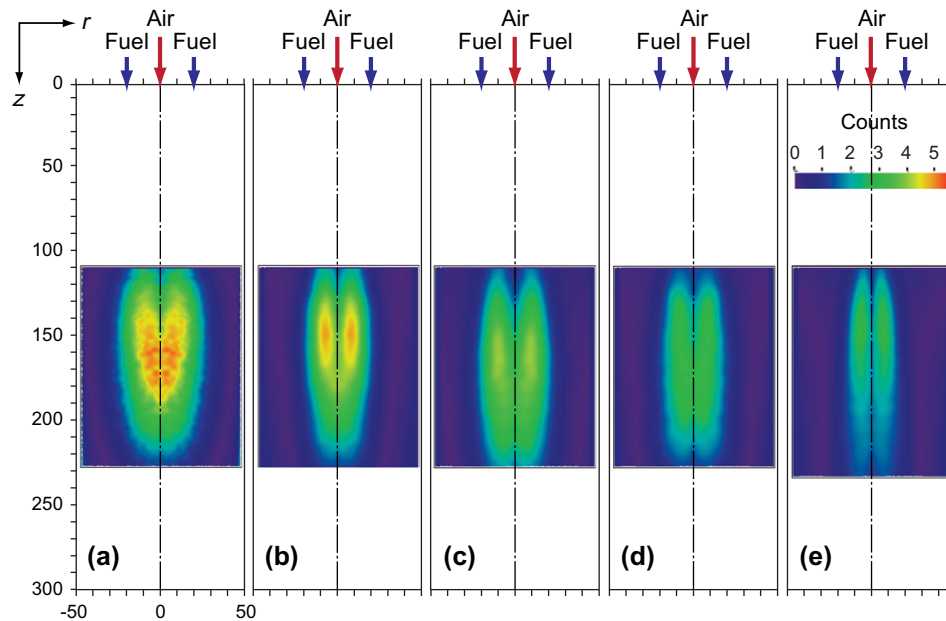 r
z
Air
Fuel Fuel
Air
Fuel Fuel
Air
Fuel Fuel
Air
Fuel Fuel
Air
Fuel Fuel
0
50
100
150
200
250
300
Counts
0 1 2 3 4 5
(a)
(b)
(c)
(d)
(e)
-50 0 50